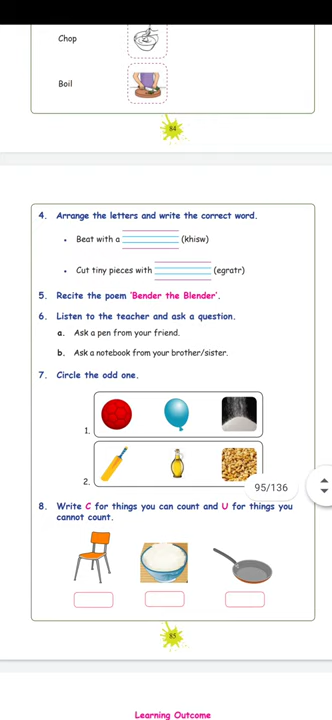 Chop
Boil
84
4. Arrange the letters and write the correct word.
• Beat with a (khisw)
• Cut tiny pieces with (egratr)
5. Recite the poem 'Bender the Blender'.
6. Listen to the teacher and ask a question.
a. Ask a pen from your friend.
b. Ask a notebook from your brother/sister.
7. Circle the odd one.
1.
2.
95/136
8. Write C for things you can count and U for things you
cannot count.
85
Learning Outcome